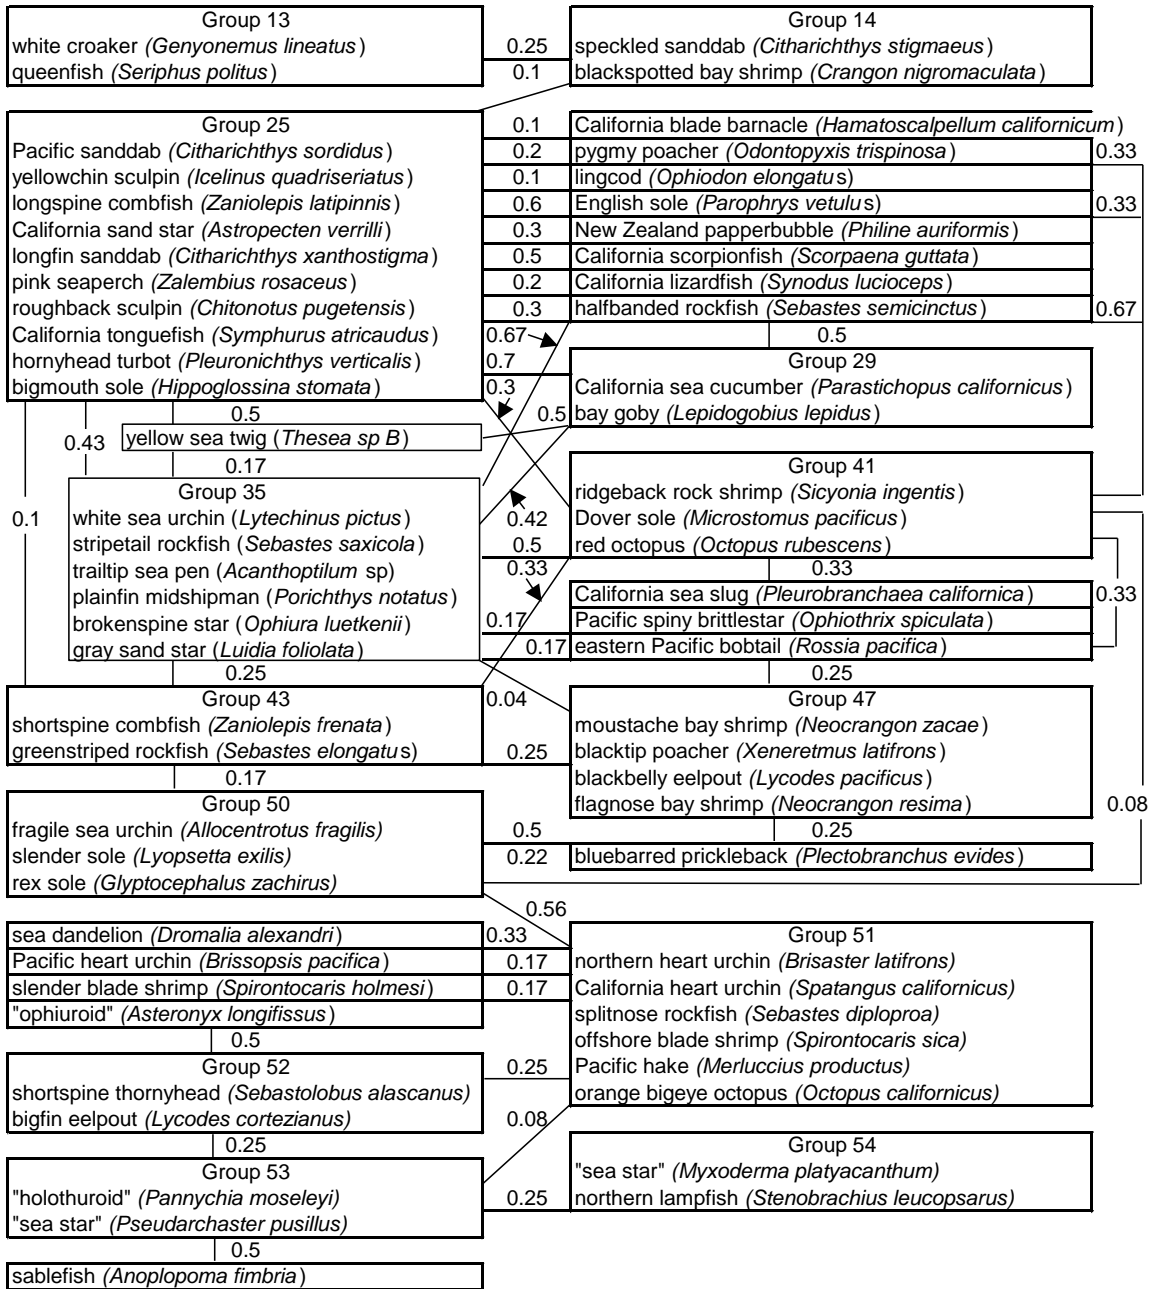 Group 13
white croaker (Genyonemus lineatus)
queenfish (Seriphus politus)
0.25
0.1
Group 14
speckled sanddab (Citharichthys stigmaeus)
blackspotted bay shrimp (Crangon nigromaculata)
Group 25
Pacific sanddab (Citharichthys sordidus)
yellowchin sculpin (Icelinus quadriseriatus)
longspine combfish (Zaniolepis latipinnis)
California sand star (Astropecten verrilli)
longfin sanddab (Citharichthys xanthostigma)
pink seaperch (Zalembius rosaceus)
roughback sculpin (Chitonotus pugetensis)
California tonguefish (Symphurus atricaudus)
hornyhead turbot (Pleuronichthys verticalis)
bigmouth sole (Hippoglossina stomata)
0.1 California blade barnacle (Hamatoscalpellum californicum)
0.2 pygmy poacher (Odontopyxis trispinosa) 0.33
0.1 lingcod (Ophiodon elongatus)
0.6 English sole (Parophrys vetulus) 0.33
0.3 New Zealand papperbubble (Philine auriformis)
0.5 California scorpionfish (Scorpaena guttata)
0.2 California lizardfish (Synodus lucioceps)
0.3 halfbanded rockfish (Sebastes semicinctus) 0.67
0.67
0.5
0.7
0.3
Group 29
California sea cucumber (Parastichopus californicus)
bay goby (Lepidogobius lepidus)
0.5
0.5
0.43
yellow sea twig (Thesea sp B)
0.17
0.1
Group 35
white sea urchin (Lytechinus pictus)
stripetail rockfish (Sebastes saxicola)
trailtip sea pen (Acanthoptilum sp)
plainfin midshipman (Porichthys notatus)
brokenspine star (Ophiura luetkenii)
gray sand star (Luidia foliolata)
0.42
0.5
0.33
0.17
0.17
Group 41
ridgeback rock shrimp (Sicyonia ingentis)
Dover sole (Microstomus pacificus)
red octopus (Octopus rubescens)
0.33
California sea slug (Pleurobranchaea californica) 0.33
Pacific spiny brittlestar (Ophiothrix spiculata)
eastern Pacific bobtail (Rossia pacifica)
0.25
0.25
Group 43
shortspine combfish (Zaniolepis frenata)
greenstriped rockfish (Sebastes elongatus)
0.04
0.25
Group 47
moustache bay shrimp (Neocrangon zacae)
blacktip poacher (Xeneretmus latifrons)
blackbelly eelpout (Lycodes pacificus)
flagnose bay shrimp (Neocrangon resima)
0.08
0.17
Group 50
fragile sea urchin (Allocentrotus fragilis)
slender sole (Lyopsetta exilis)
rex sole (Glyptocephalus zachirus)
0.5
0.25
0.22
bluebarred prickleback (Plectobranchus evides)
0.56
sea dandelion (Dromalia alexandri) 0.33
Pacific heart urchin (Brissopsis pacifica) 0.17
slender blade shrimp (Spirontocaris holmesi) 0.17
"ophiuroid" (Asteronyx longifissus)
Group 51
northern heart urchin (Brisaster latifrons)
California heart urchin (Spatangus californicus)
splitnose rockfish (Sebastes diploproa)
offshore blade shrimp (Spirontocaris sica)
Pacific hake (Merluccius productus)
orange bigeye octopus (Octopus californicus)
0.5
Group 52
shortspine thornyhead (Sebastolobus alascanus)
bigfin eelpout (Lycodes cortezianus)
0.25
0.08
0.25
Group 53
"holothuroid" (Pannychia moseleyi)
"sea star" (Pseudarchaster pusillus)
0.25
Group 54
"sea star" (Myxoderma platyacanthum)
northern lampfish (Stenobrachius leucopsarus)
0.5
sablefish (Anoplopoma fimbria)